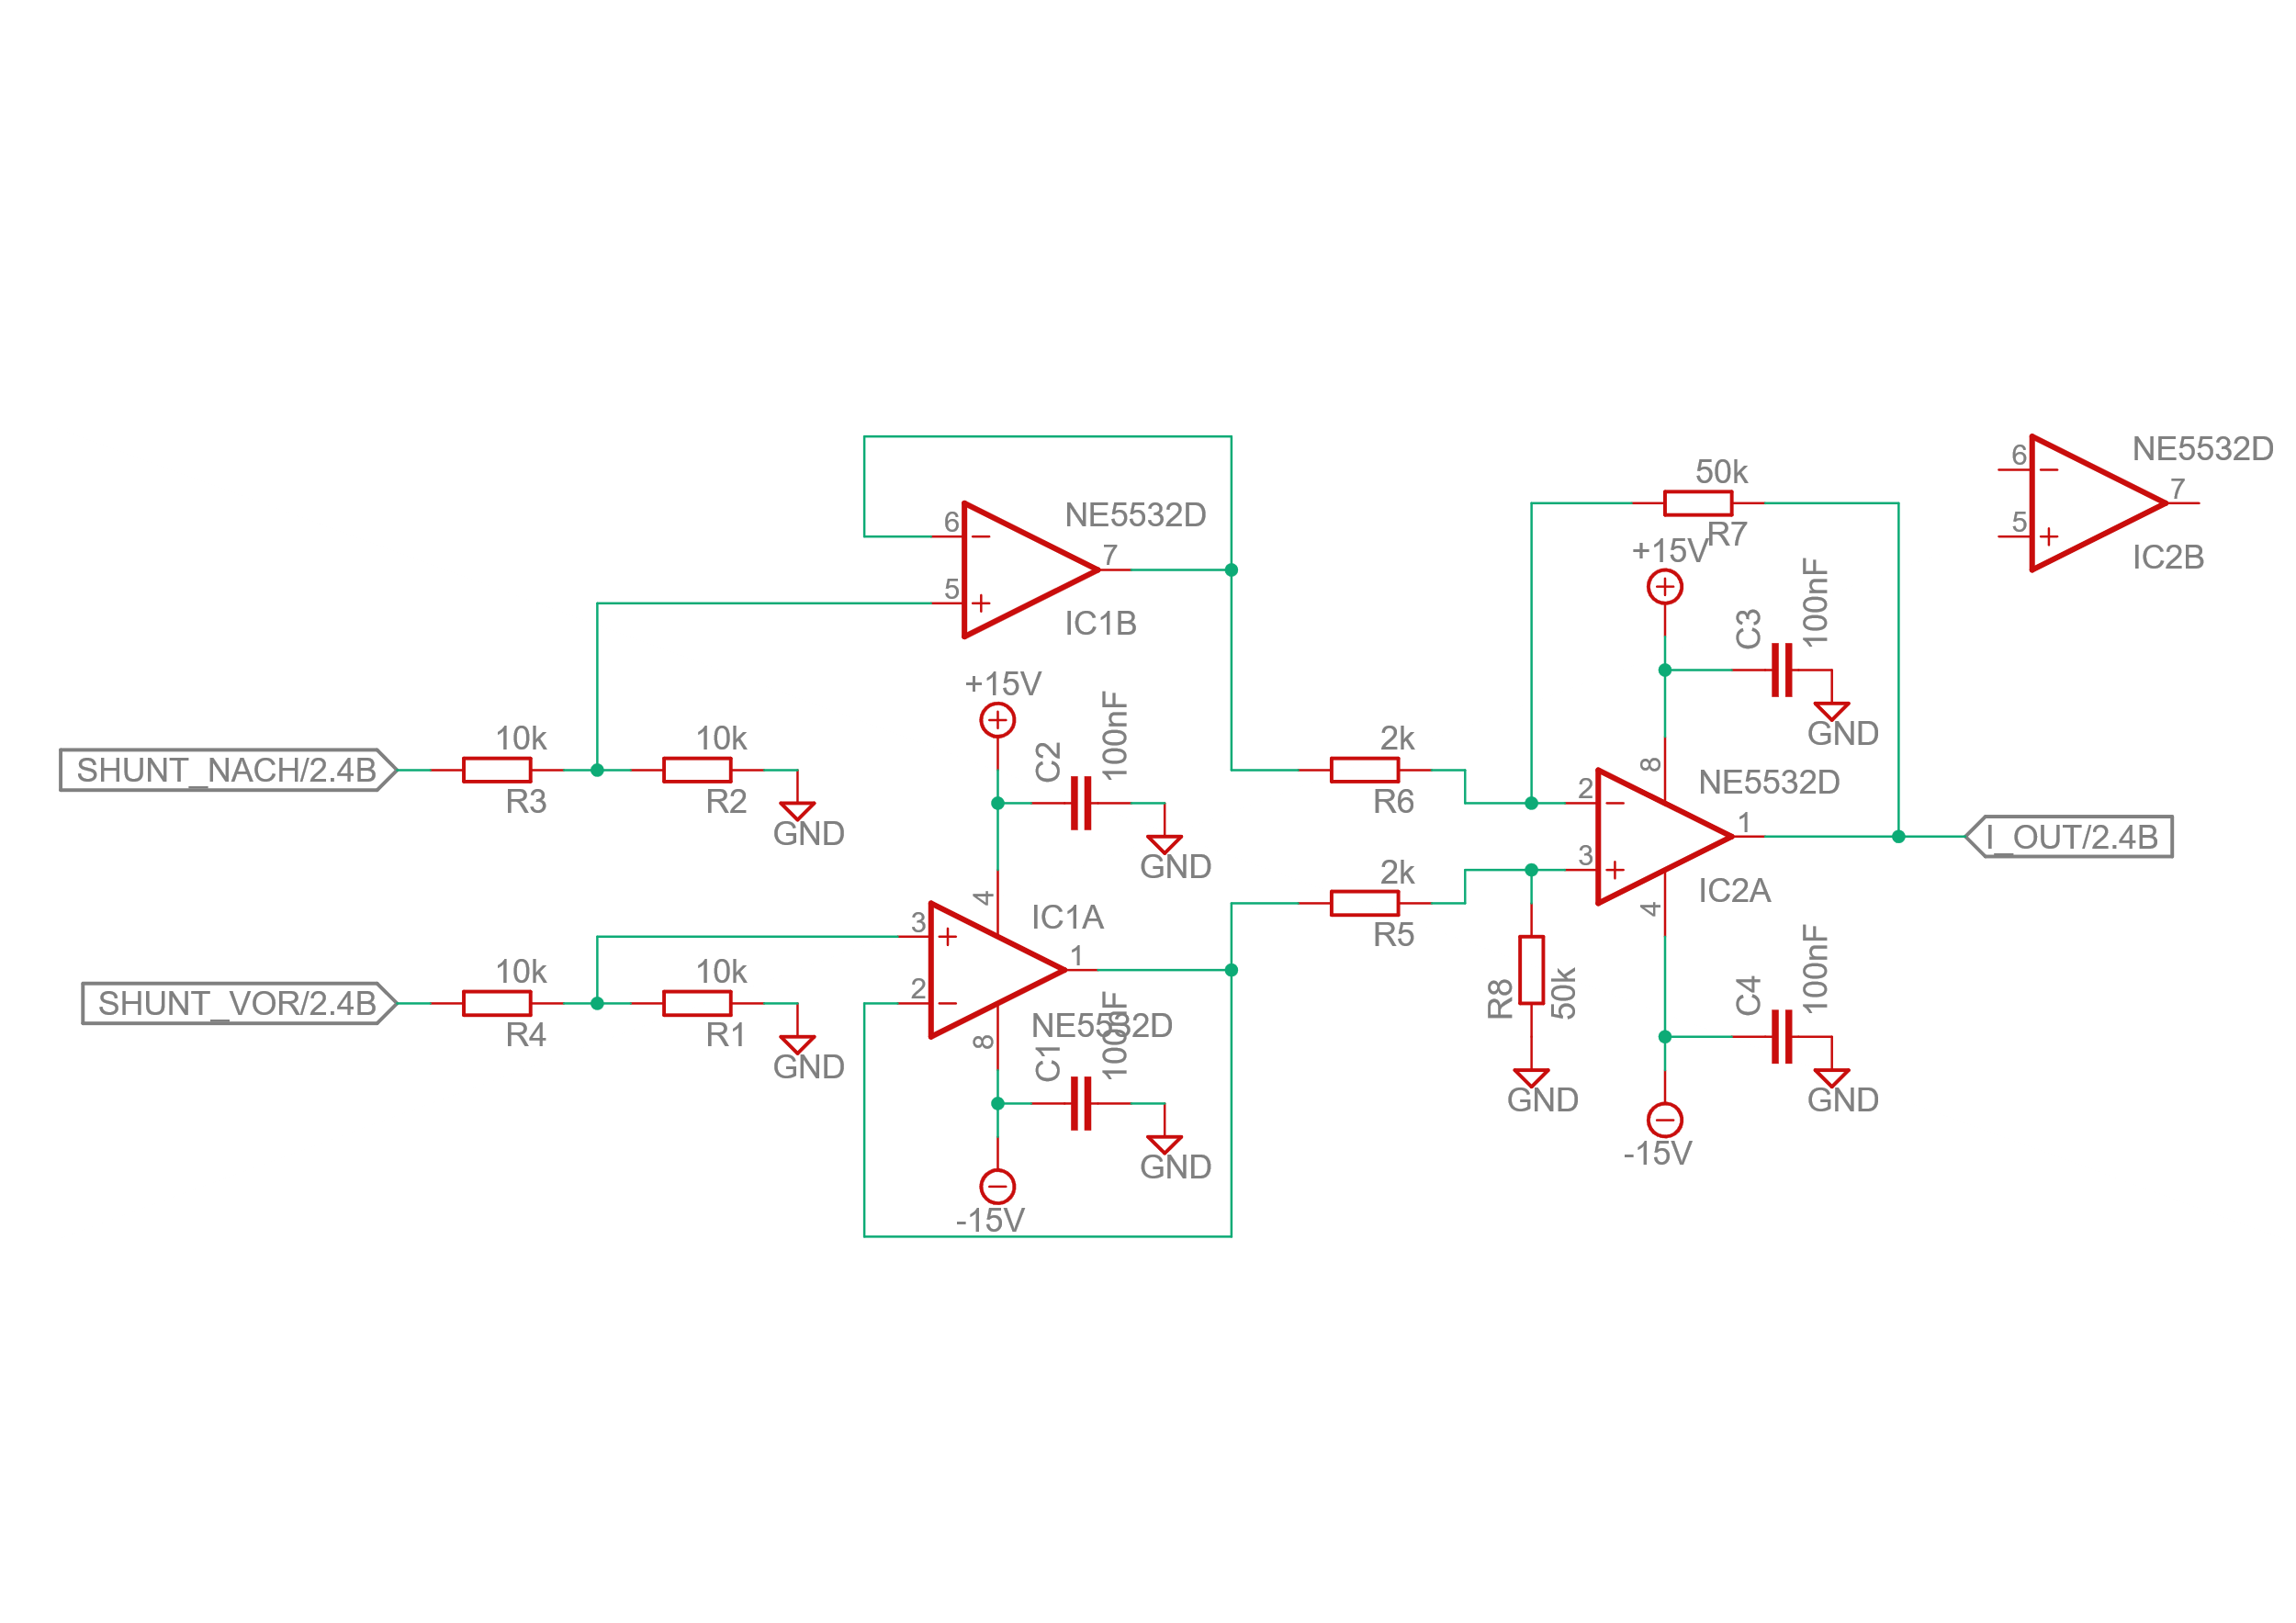 NE5532D
6
7
5
IC1B
50k
R7
+15V
C3
100nF
GND
8
NE5532D
6
7
5
IC2B
SHUNT_NACH/2.4B
10k
R3
10k
R2
GND
+15V
C2
100nF
GND
4
2k
R6
2
NE5532D
1
3
IC2A
4
I_OUT/2.4B
2k
R5
SHUNT_VOR/2.4B
10k
R4
10k
R1
GND
3
IC1A
1
2
NE5532D
8
C1
100nF
GND
-15V
R8
50k
GND
C4
100nF
GND
-15V